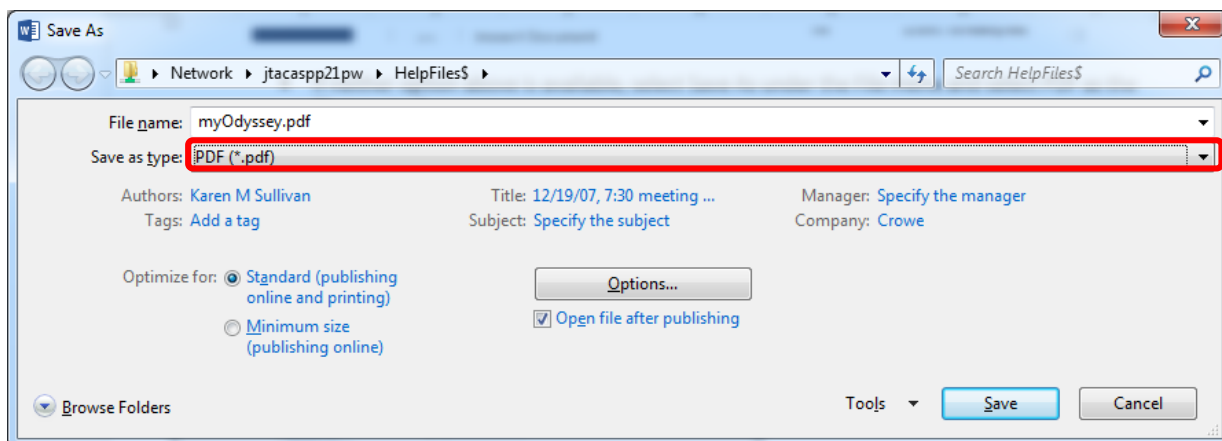 Save As
Network jtacaspp21pw HelpFiles$
Search HelpFiles$
File name: myOdyssey.pdf
Save as type: PDF (*.pdf)
Authors: Karen M Sullivan Title: 12/19/07, 7:30 meeting ... Manager: Specify the manager
Tags: Add a tag Subject: Specify the subject Company: Crowe
Optimize for: Standard (publishing
online and printing)
Minimum size
(publishing online)
Options...
Open file after publishing
Browse Folders
Tools Save Cancel